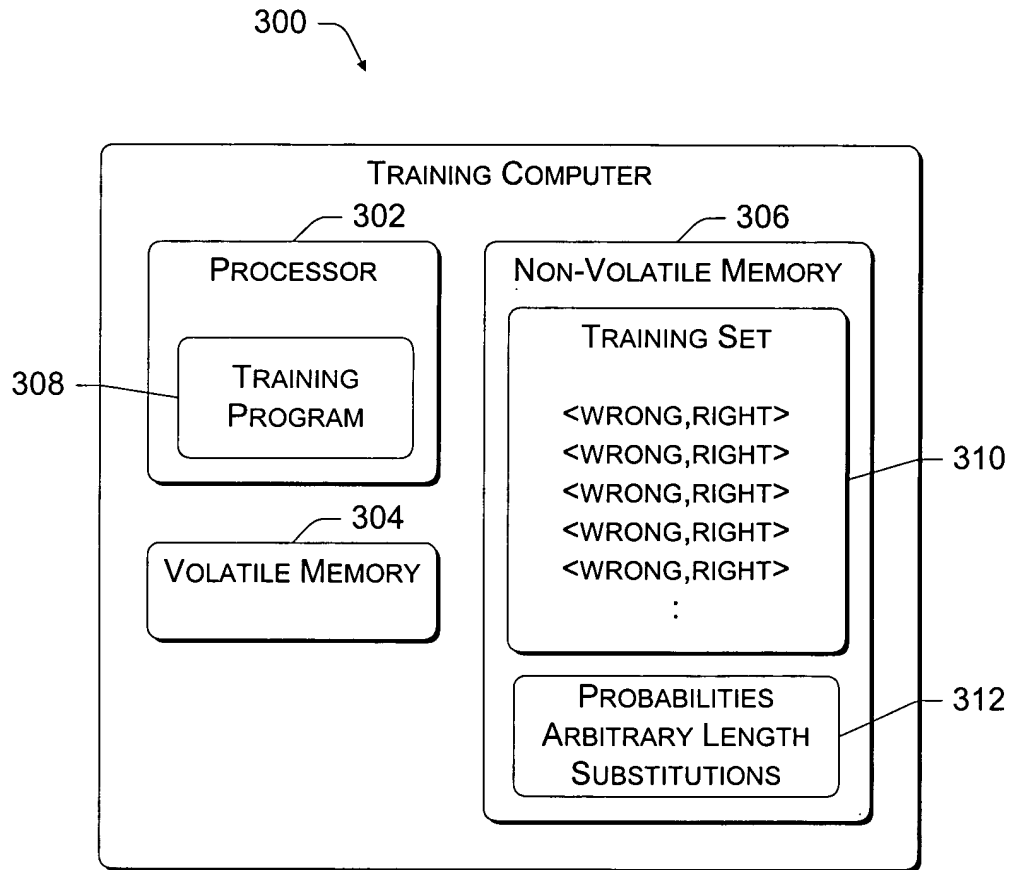 300
TRAINING COMPUTER
302
PROCESSOR
308
TRAINING
PROGRAM
304
VOLATILE MEMORY
306
NON-VOLATILE MEMORY
TRAINING SET
<WRONG,RIGHT>
<WRONG,RIGHT>
<WRONG,RIGHT>
<WRONG,RIGHT>
<WRONG,RIGHT>
:
310
PROBABILITIES
ARBITRARY LENGTH
SUBSTITUTIONS
312